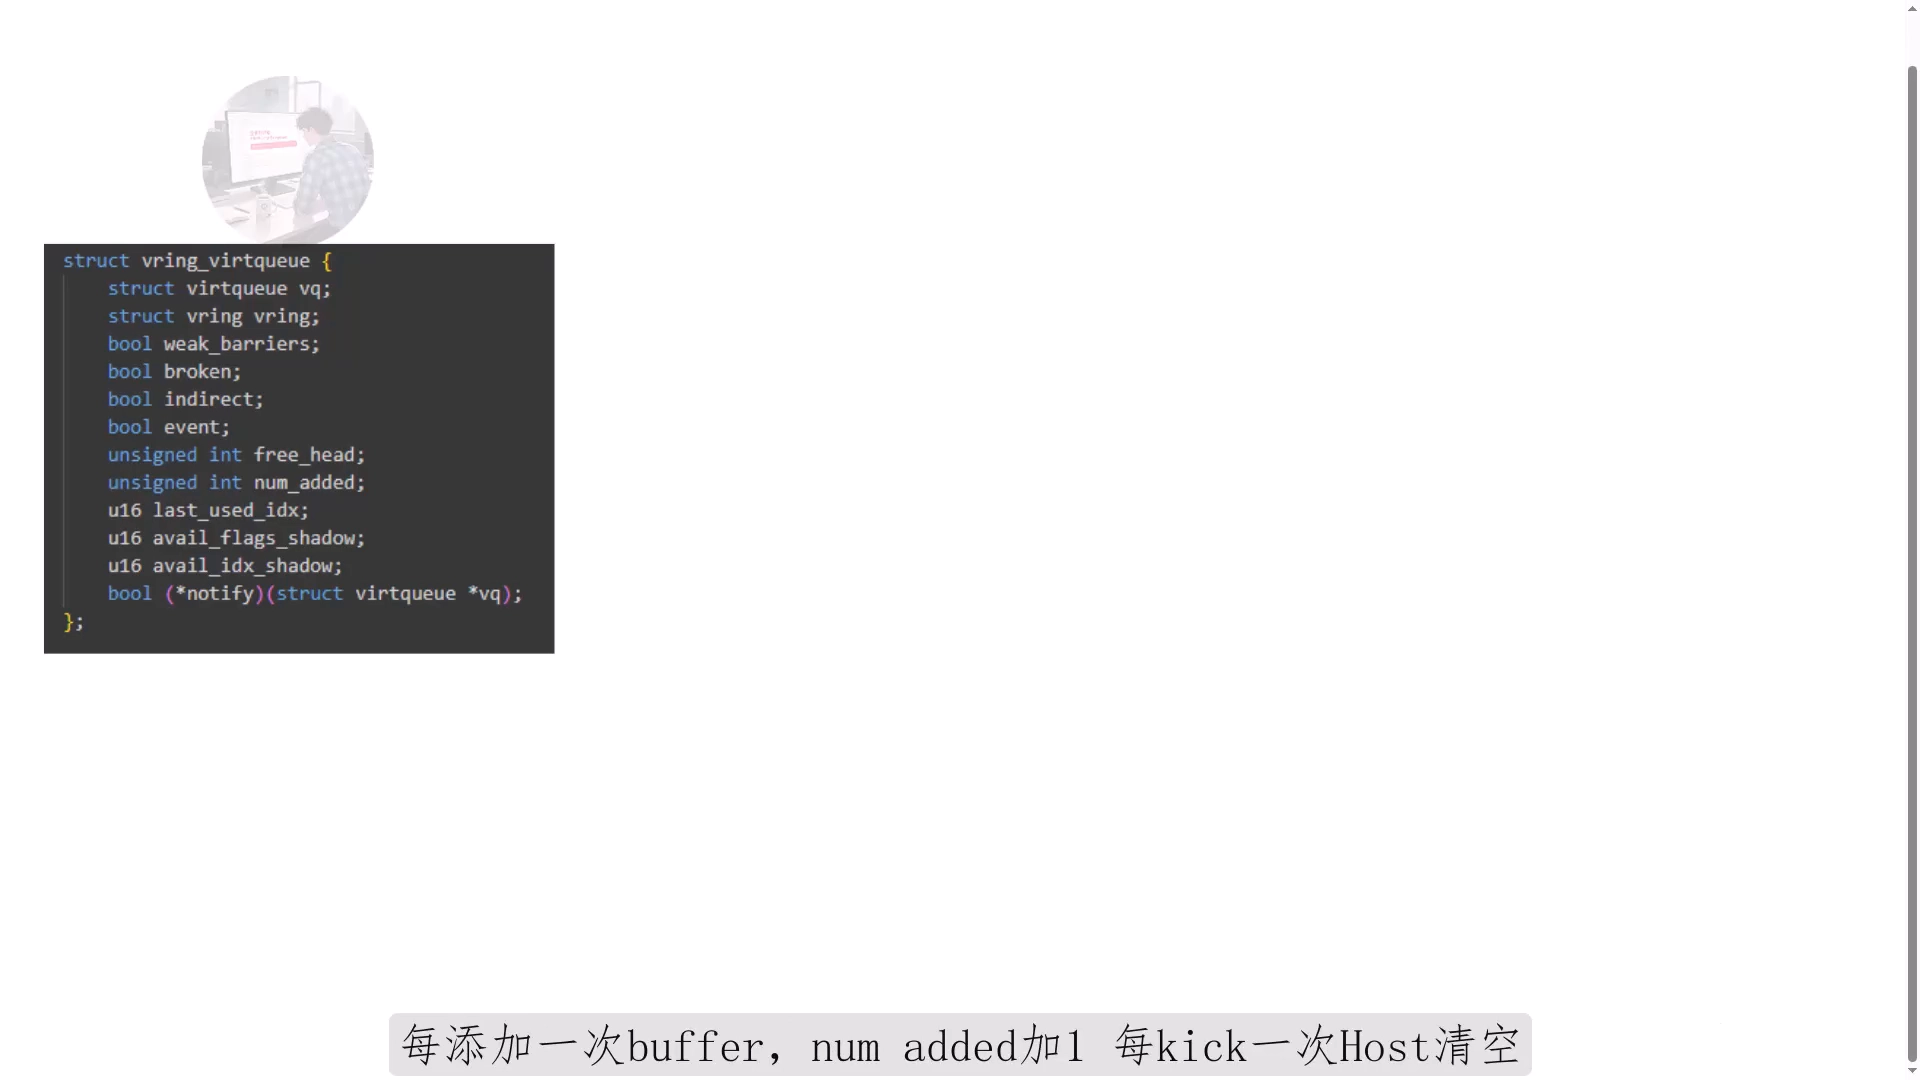 struct vring_virtqueue {
struct virtqueue vq;
struct vring vring;
bool weak_barriers;
bool broken;
bool indirect;
bool event;
unsigned int free_head;
unsigned int num_added;
u16 last_used_idx;
u16 avail_flags_shadow;
u16 avail_idx_shadow;
bool (*notify)(struct virtqueue *vq);
};
每添加一次buffer，num added加1 每kick一次Host清空